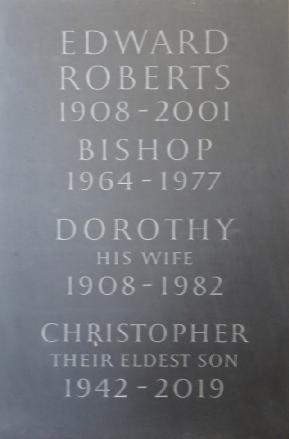 EDWARD
ROBERTS
1908-2001
BISHOP
1964-1977
DOROTHY
HIS WIFE
1908-1982
CHRISTOPHER
THEIR ELDEST SON
1942-2019